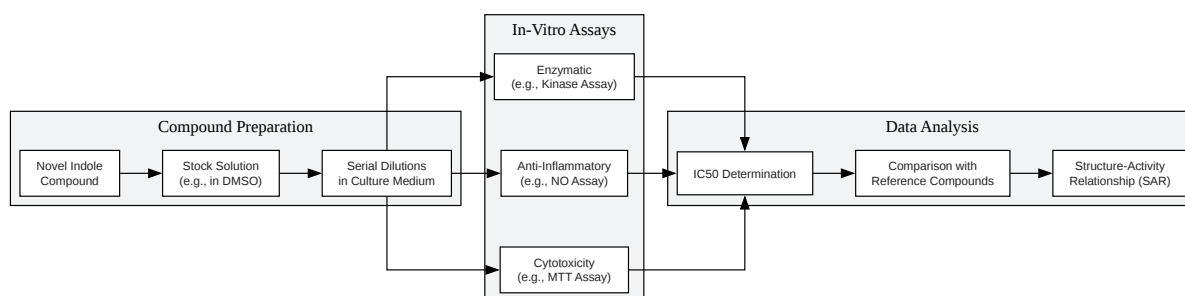 Compound Preparation
Novel Indole
Compound
Stock Solution
(e.g., in DMSO)
Serial Dilutions
in Culture Medium
In-Vitro Assays
Enzymatic
(e.g., Kinase Assay)
Anti-Inflammatory
(e.g., NO Assay)
Cytotoxicity
(e.g., MTT Assay)
Data Analysis
IC50 Determination
Comparison with
Reference Compounds
Structure-Activity
Relationship (SAR)